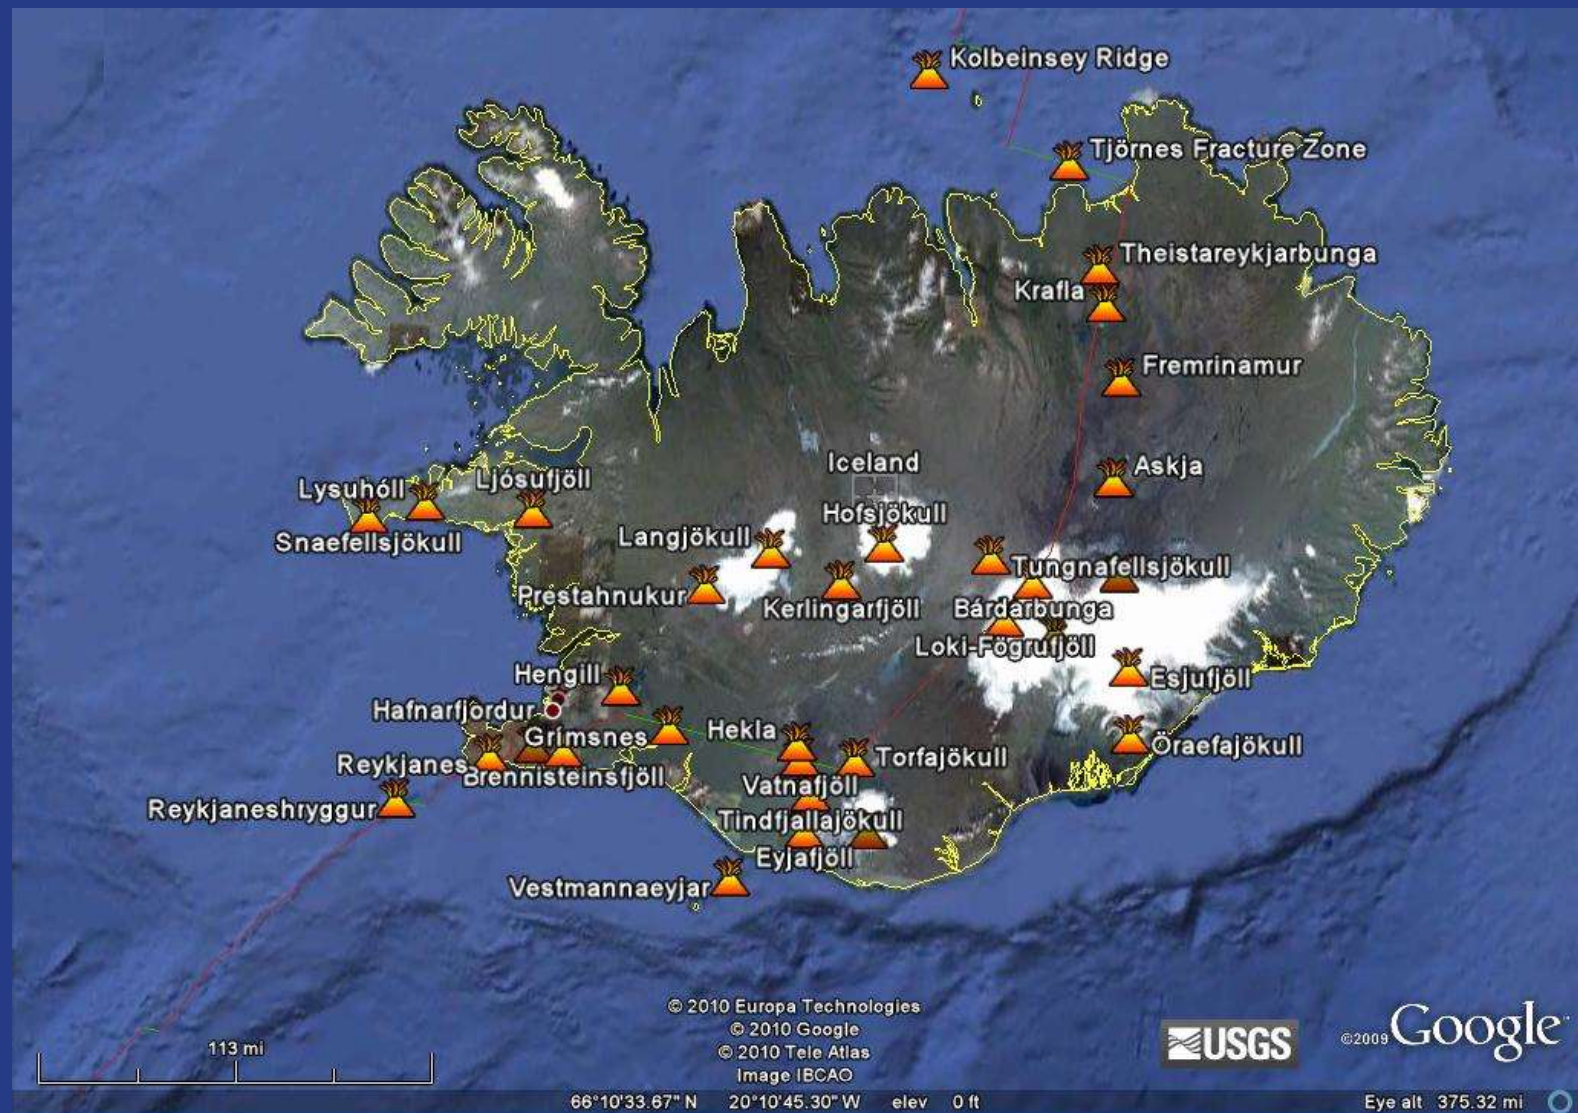 Kolbeinsey Ridge
Tjörnes Fracture Zone
Theistareykjarbunga
Krafla
Fremrinamur
Iceland
Askja
Ljósufjöll
Lysuhóll
Hofsjökull
Snaefellsjökull
Langjökull
Tungnafellsjökull
Prestahnukur
Kerlingarfjöll
Bárdarbunga
Loki-Fögrufjöll
Hengill
Esjufjöll
Hafnarfjordur
Grímsnes
Hekla
Öraefajökull
Torfajökull
Reykjanes
Brennisteinsfjöll
Vatnafjöll
Reykjaneshryggur
Tindfjallajökull
Eyjafjöll
Vestmannaeyjar
© 2010 Europa Technologies
© 2010 Google
© 2010 Tele Atlas
Image IBCAO
USGS
©2009 Google
113 mi
66°10'33.67" N 20°10'45.30" W elev 0 ft
Eye alt 375.32 mi